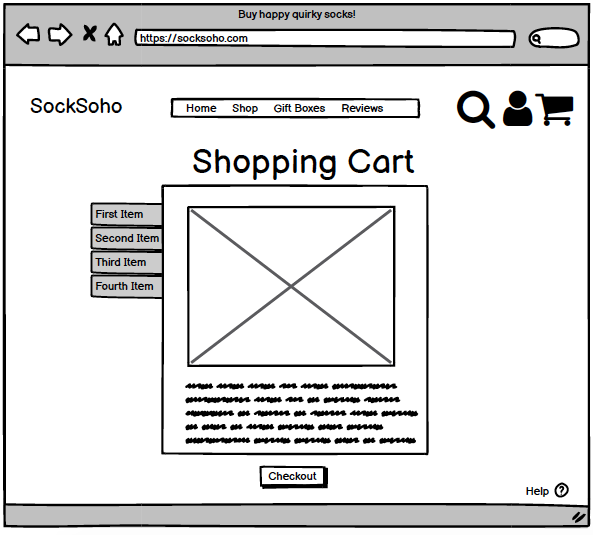 Buy happy quirky socks!
https://socksoho.com
SockSoho
Home Shop Gift Boxes Reviews
Shopping Cart
First Item
Second Item
Third Item
Fourth Item
Checkout
Help ?